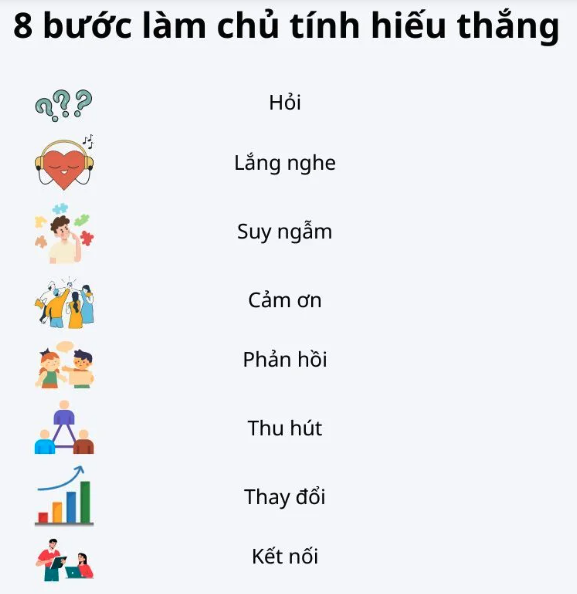 8 bước làm chủ tính hiếu thắng
Hỏi
Lắng nghe
Suy ngẫm
Cảm ơn
Phản hồi
Thu hút
Thay đổi
Kết nối